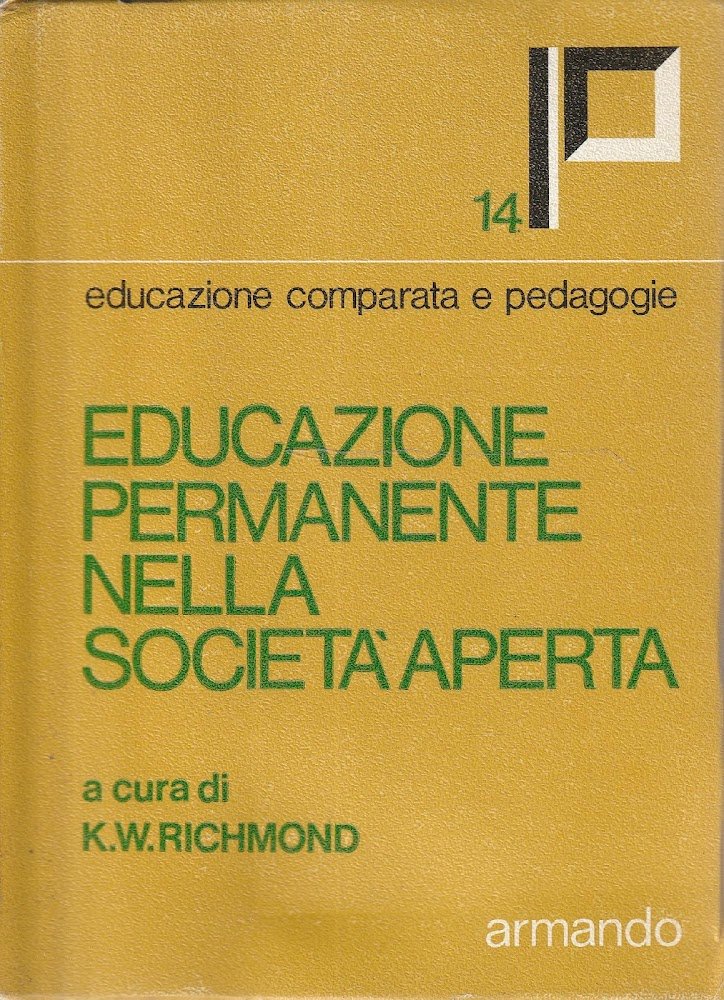 14
educazione comparata e pedagogie
EDUCAZIONE
PERMANENTE
NELLA
SOCIETÀ APERTA
a cura di
K.W.RICHMOND
armando